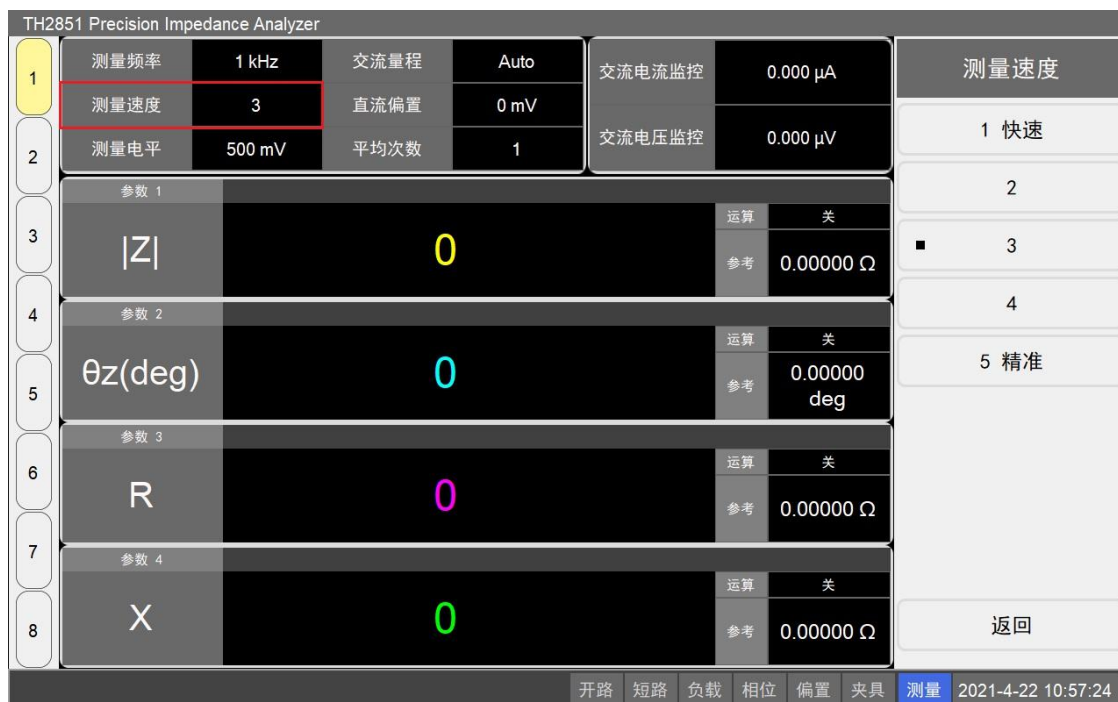 TH2851 Precision Impedance Analyzer
1
2
3
4
5
6
7
8
测量频率 1 kHz 交流量程 Auto
测量速度 3 直流偏置 0 mV
测量电平 500 mV 平均次数 1
交流电流监控 0.000 μA
交流电压监控 0.000 μV
参数 1
|Z| 0
运算 关
参考 0.00000 Ω
参数 2
θz(deg) 0
运算 关
参考 0.00000
deg
参数 3
R 0
运算 关
参考 0.00000 Ω
参数 4
X 0
运算 关
参考 0.00000 Ω
测量速度
1 快速
2
3
4
5 精准
返回
开路 短路 负载 相位 偏置 夹具 测量 2021-4-22 10:57:24